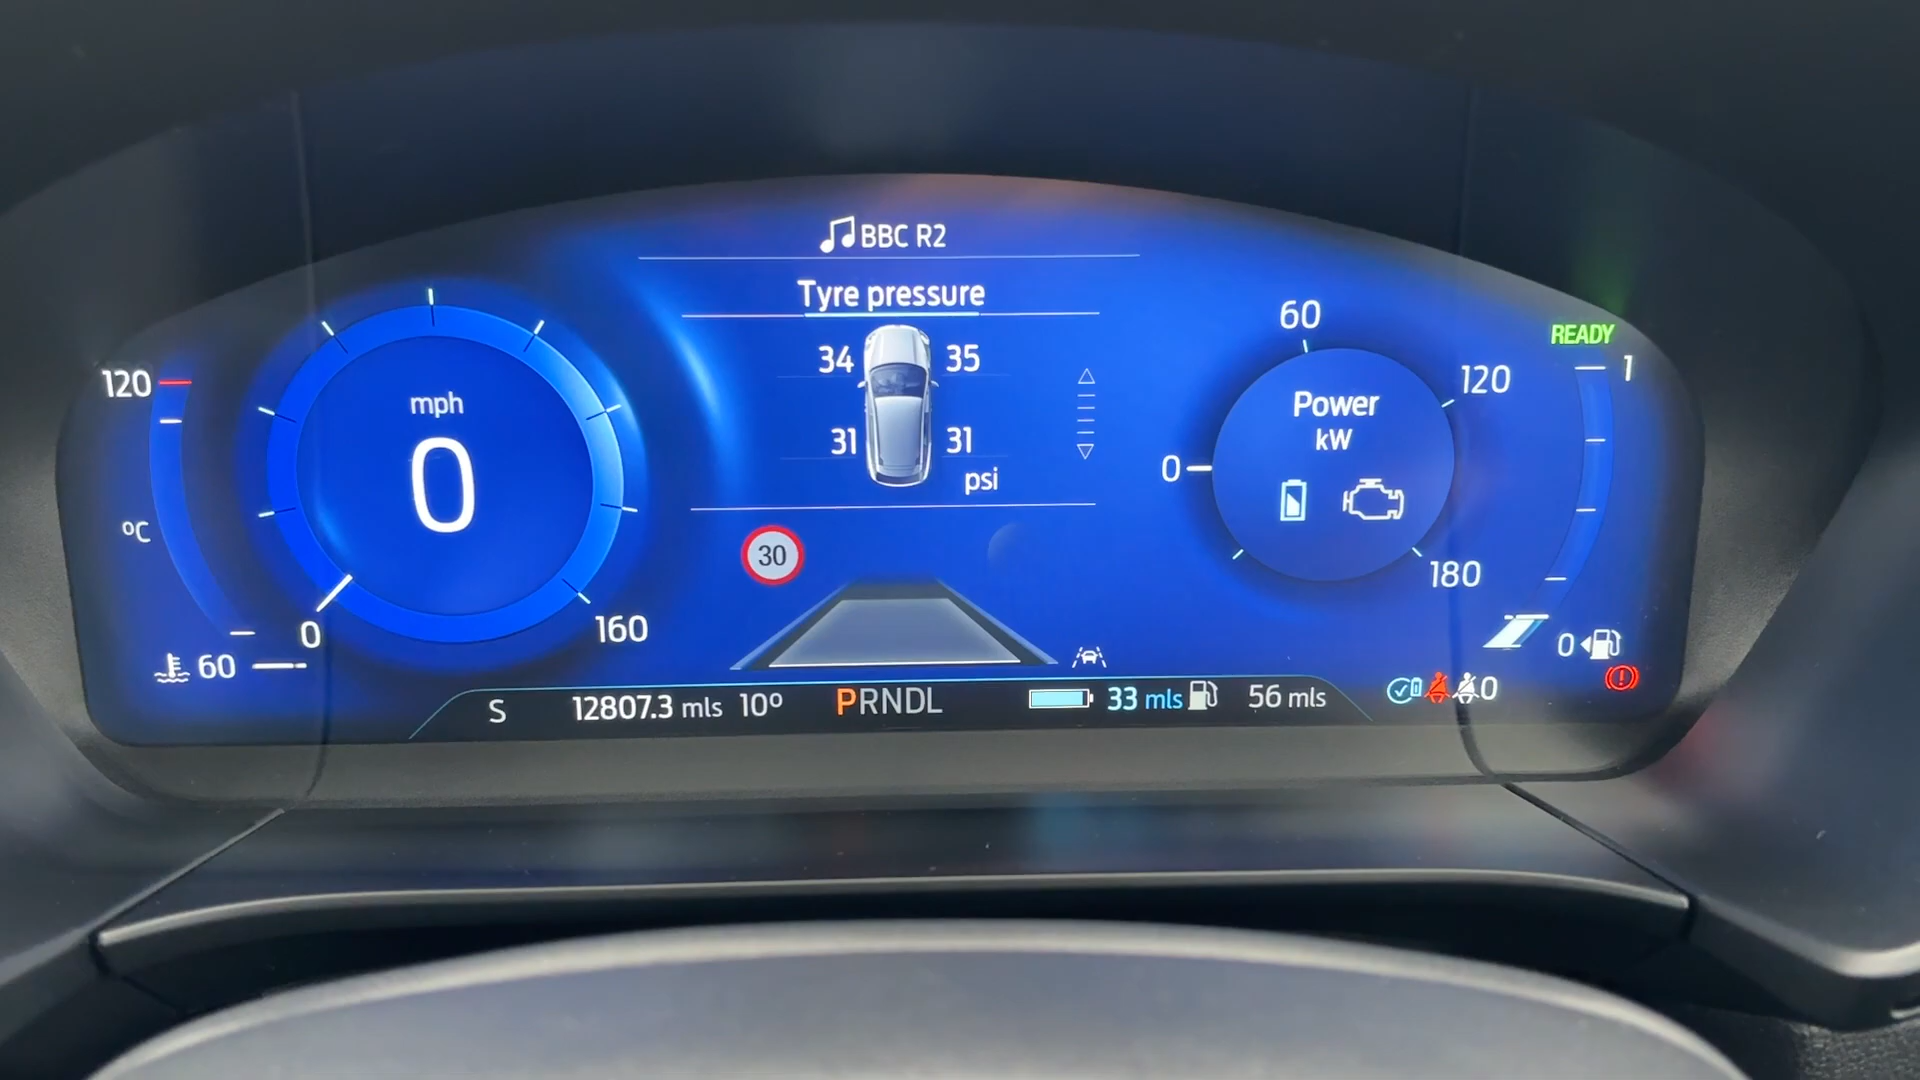 BBC R2
Tyre pressure
34 35
31 31
psi
30
120
°C
60
mph
0
0
160
Power
kW
0
60
120
180
READY
1
0
S 12807.3 mls 10° PRNDL 33 mls 56 mls 0